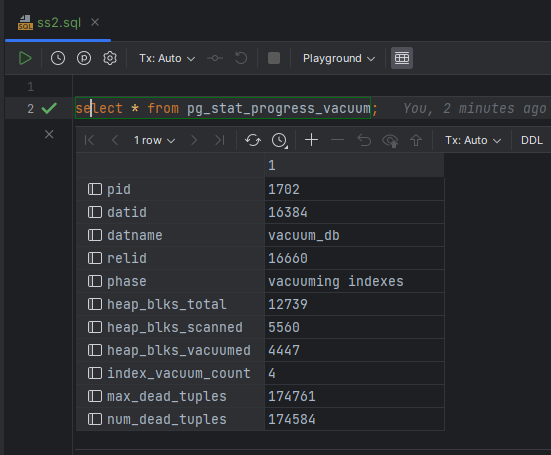 ss2.sql
Tx: Auto Playground
1
2 select * from pg_stat_progress_vacuum; You, 2 minutes ago
1 row Tx: Auto DDL
1
pid 1702
datid 16384
datname vacuum_db
relid 16660
phase vacuuming indexes
heap_blks_total 12739
heap_blks_scanned 5560
heap_blks_vacuumed 4447
index_vacuum_count 4
max_dead_tuples 174761
num_dead_tuples 174584